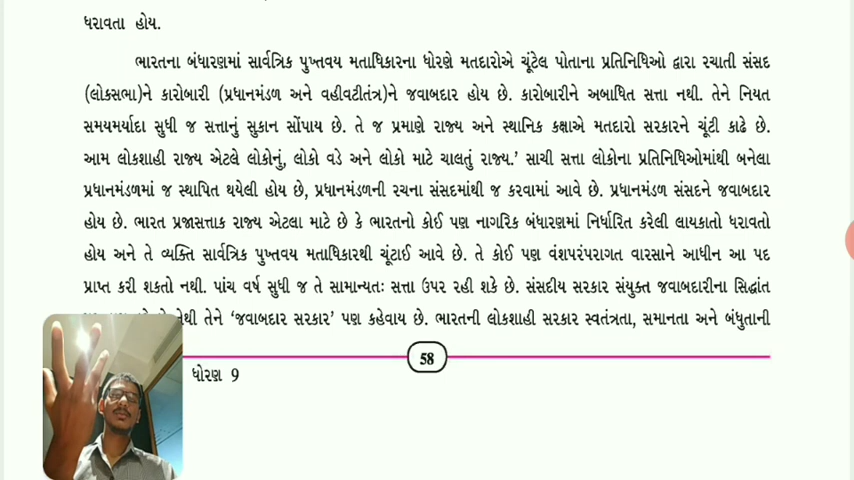 ધરાવતા હોય.
ભારતના બંધારણમાં સાર્વત્રિક પુખ્તવય મતાધિકારના ધોરણે મતદારોએ ચૂંટેલ પોતાના પ્રતિનિધિઓ દ્વારા રચાતી સંસદ
(લોકસભા)ને કારોબારી (પ્રધાનમંડળ અને વહીવટીતંત્ર)ને જવાબદાર હોય છે. કારોબારીને અબાધિત સત્તા નથી. તેને નિયત
સમયમર્યાદા સુધી જ સત્તાનું સુકાન સોંપાય છે. તે જ પ્રમાણે રાજ્ય અને સ્થાનિક કક્ષાએ મતદારો સરકારને ચૂંટી કાઢે છે.
આમ લોકશાહી રાજ્ય એટલે લોકોનું, લોકો વડે અને લોકો માટે ચાલતું રાજ્ય.’ સાચી સત્તા લોકોના પ્રતિનિધિઓમાંથી બનેલા
પ્રધાનમંડળમાં જ સ્થાપિત થયેલી હોય છે, પ્રધાનમંડળની રચના સંસદમાંથી જ કરવામાં આવે છે. પ્રધાનમંડળ સંસદને જવાબદાર
હોય છે. ભારત પ્રજાસત્તાક રાજ્ય એટલા માટે છે કે ભારતનો કોઈ પણ નાગરિક બંધારણમાં નિર્ધારિત કરેલી લાયકાતો ધરાવતો
હોય અને તે વ્યક્તિ સાર્વત્રિક પુખ્તવય મતાધિકારથી ચૂંટાઈ આવે છે. તે કોઈ પણ વંશપરંપરાગત વારસાને આધીન આ પદ
પ્રાપ્ત કરી શકતો નથી. પાંચ વર્ષ સુધી જ તે સામાન્યતઃ સત્તા ઉપર રહી શકે છે. સંસદીય સરકાર સંયુક્ત જવાબદારીના સિદ્ધાંત
તેને ‘જવાબદાર સરકાર’ પણ કહેવાય છે. ભારતની લોકશાહી સરકાર સ્વતંત્રતા, સમાનતા અને બંધુતાની
58
ધોરણ 9